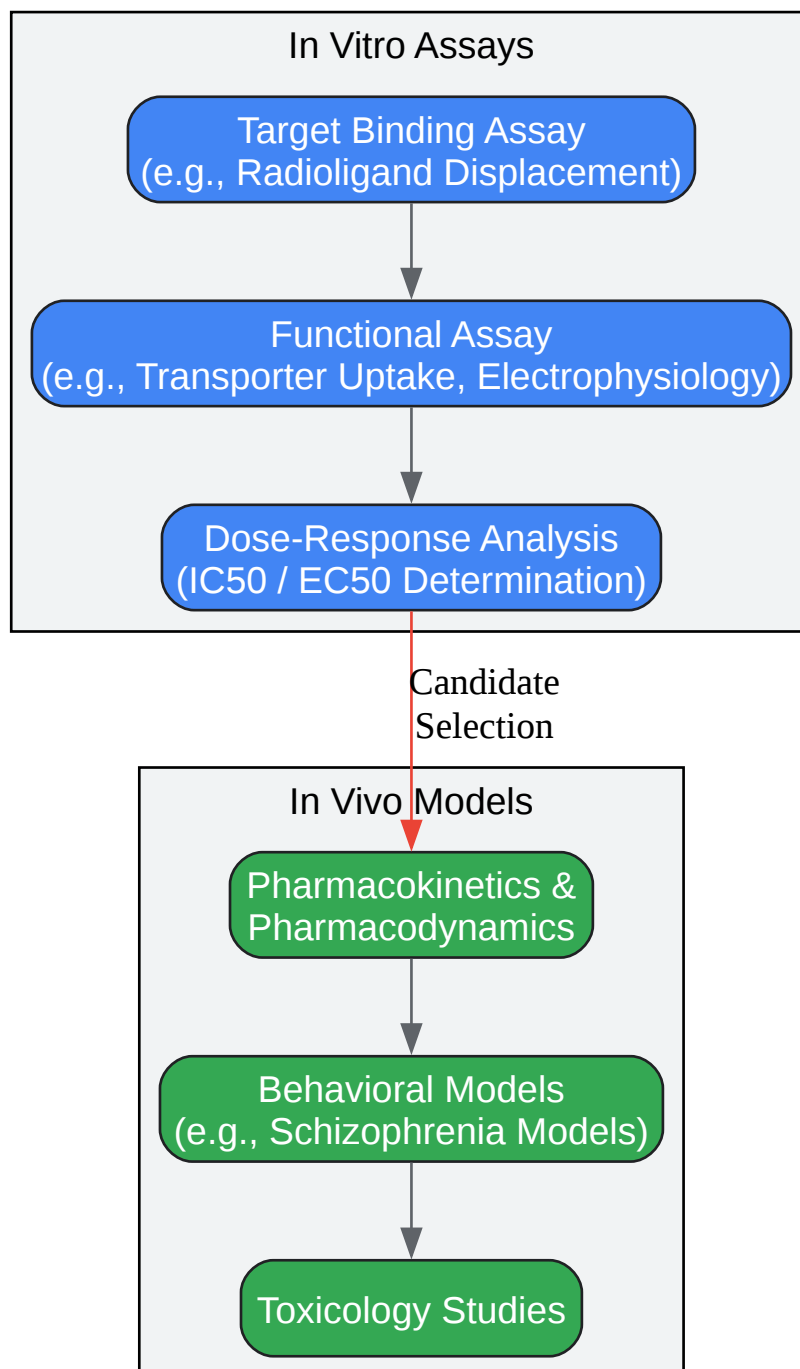 In Vitro Assays
Target Binding Assay
(e.g., Radioligand Displacement)
Functional Assay
(e.g., Transporter Uptake, Electrophysiology)
Dose-Response Analysis
(IC50 / EC50 Determination)
Candidate
Selection
In Vivo Models
Pharmacokinetics &
Pharmacodynamics
Behavioral Models
(e.g., Schizophrenia Models)
Toxicology Studies